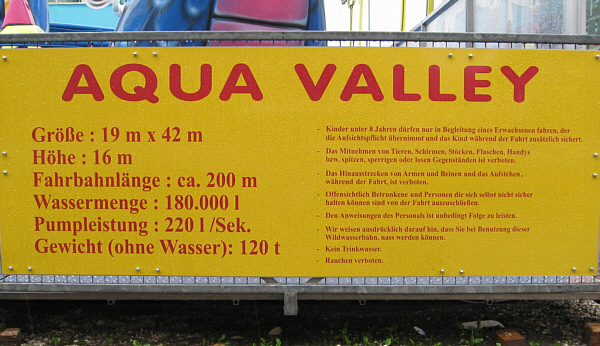 AQUA VALLEY
Größe : 19 m x 42 m
Höhe : 16 m
Fahrbahnlänge : ca. 200 m
Wassermenge : 180.000 l
Pumpleistung : 220 l /Sek.
Gewicht (ohne Wasser): 120 t
- Kinder unter 8 Jahren dürfen nur in Begleitung eines Erwachsenen fahren, der
die Aufsichtspflicht übernimmt und das Kind während der Fahrt zusätzlich sichert.
- Das Mitnehmen von Tieren, Schirmen, Stöcken, Flaschen, Handys
bzw. spitzen, sperrigen oder losen Gegenständen ist verboten.
- Das Hinausstrecken von Armen und Beinen und das Aufstehen,
während der Fahrt, ist verboten.
- Offensichtlich Betrunkene und Personen die sich selbst nicht sicher
halten können sind von der Fahrt auszuschließen.
- Den Anweisungen des Personals ist unbedingt Folge zu leisten.
- Wir weisen ausdrücklich darauf hin, dass Sie bei Benutzung dieser
Wildwasserbahn, nass werden können.
- Kein Trinkwasser.
- Rauchen verboten.